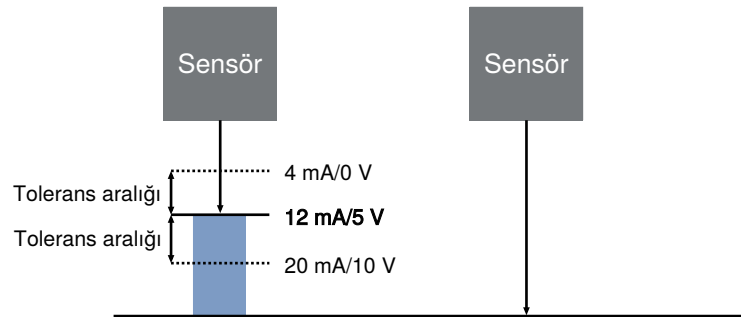 Sensör
Sensör
4 mA/0 V
Tolerans aralığı
12 mA/5 V
Tolerans aralığı
20 mA/10 V